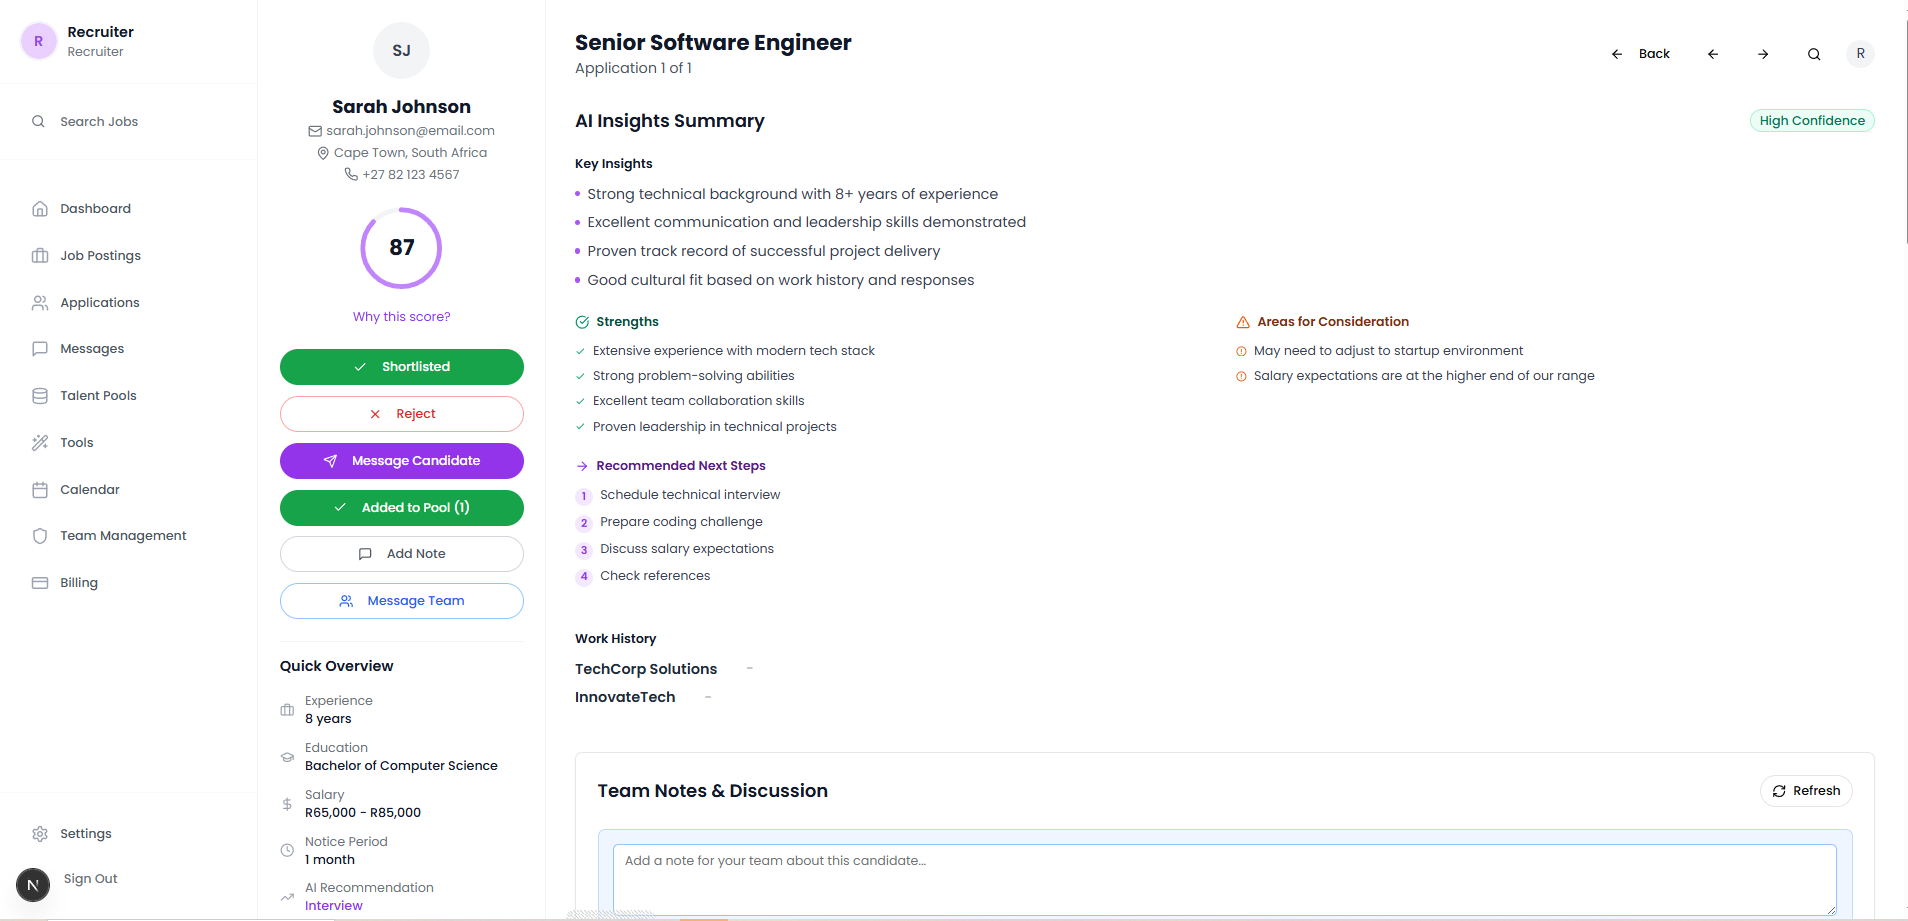 R
Recruiter
Recruiter
Search Jobs
Dashboard
Job Postings
Applications
Messages
Talent Pools
Tools
Calendar
Team Management
Billing
Settings
Sign Out
N
SJ
Sarah Johnson
sarah.johnson@email.com
Cape Town, South Africa
+27 82 123 4567
87
Why this score?
Shortlisted
Reject
Message Candidate
Added to Pool (1)
Add Note
Message Team
Quick Overview
Experience
8 years
Education
Bachelor of Computer Science
Salary
R65,000 - R85,000
Notice Period
1 month
AI Recommendation
Interview
Senior Software Engineer
Application 1 of 1
Back
R
AI Insights Summary
High Confidence
Key Insights
• Strong technical background with 8+ years of experience
• Excellent communication and leadership skills demonstrated
• Proven track record of successful project delivery
• Good cultural fit based on work history and responses
Strengths
Extensive experience with modern tech stack
Strong problem-solving abilities
Excellent team collaboration skills
Proven leadership in technical projects
Areas for Consideration
May need to adjust to startup environment
Salary expectations are at the higher end of our range
Recommended Next Steps
1 Schedule technical interview
2 Prepare coding challenge
3 Discuss salary expectations
4 Check references
Work History
TechCorp Solutions -
InnovateTech -
Team Notes & Discussion
Refresh
Add a note for your team about this candidate...